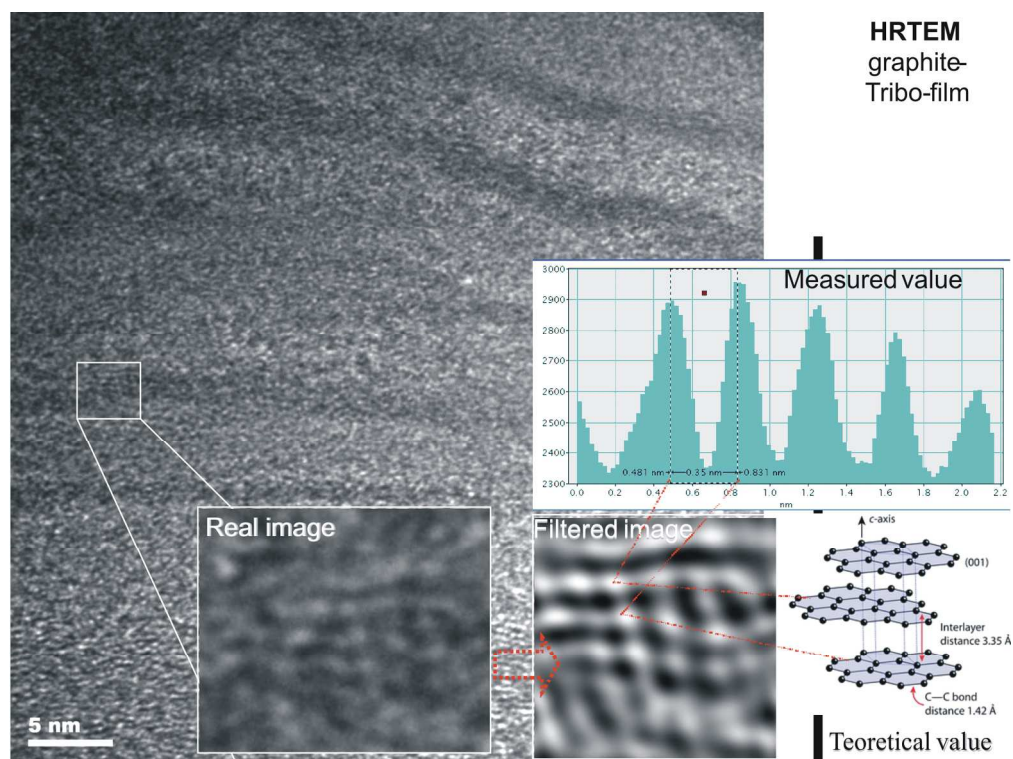 HRTEM
graphite-
Tribo-film
Measured value
3000
2900
2800
2700
2600
2500
2400
2300
0.481 nm
0.35 nm
0.831 nm
0.0 0.2 0.4 0.6 0.8 1.0 1.2 1.4 1.6 1.8 2.0 2.2
nm
Real image
Filtered image
c-axis
(001)
Interlayer
distance 3.35 Å
C—C bond
distance 1.42 Å
5 nm
Teoretical value